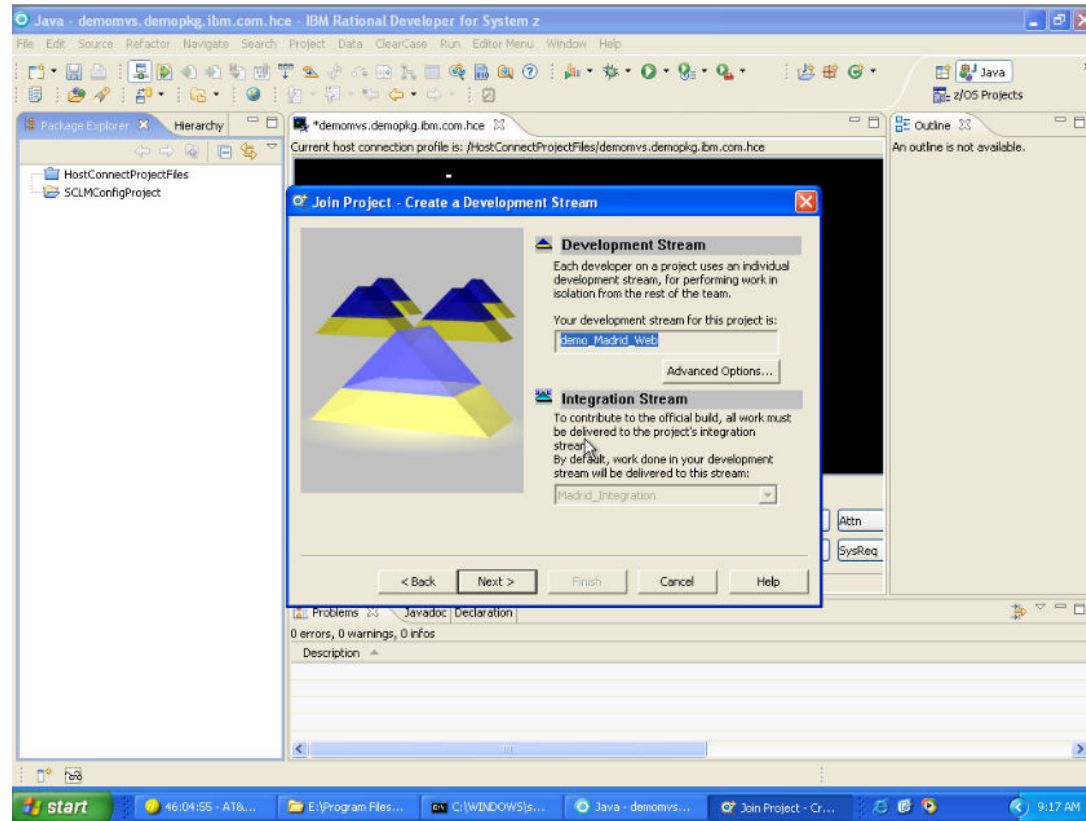 Java - demomvs.demopkg.ibm.com.hce - IBM Rational Developer for System z
File Edit Source Refactor Navigate Search Project Data ClearCase Run Editor Menu Window Help
Java
z/OS Projects
Package Explorer
Hierarchy
*demomvs.demopkg.ibm.com.hce
Outline
Current host connection profile is: /HostConnectProjectFiles/demomvs.demopkg.ibm.com.hce
An outline is not available.
HostConnectProjectFiles
SCLMConfigProject
Join Project - Create a Development Stream
Development Stream
Each developer on a project uses an individual
development stream, for performing work in
isolation from the rest of the team.
Your development stream for this project is:
demo_Madrid_Web
Advanced Options...
Integration Stream
To contribute to the official build, all work must
be delivered to the project's integration
stream.
By default, work done in your development
stream will be delivered to this stream:
Madrid_Integration
Attn
SysReq
< Back Next > Finish Cancel Help
Problems Javadoc Declaration
0 errors, 0 warnings, 0 infos
Description
start 46:04:55 - AT&... E:\Program Files... C:\WINDOWS\s... Java - demomvs... Join Project - Cr... 9:17 AM